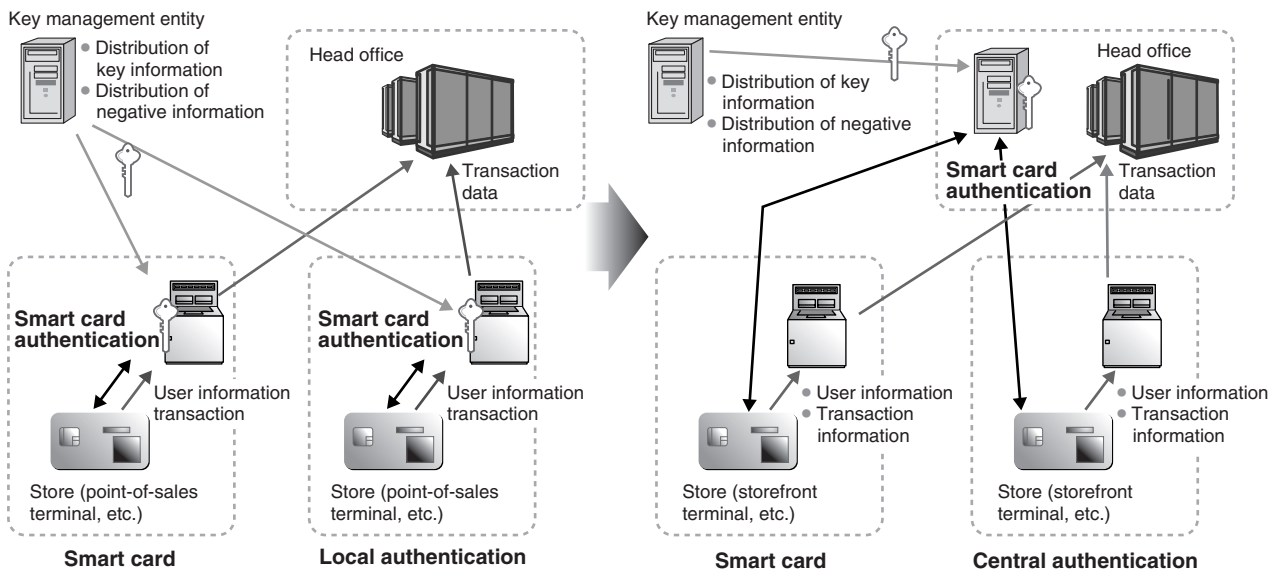 Key management entity
• Distribution of
key information
• Distribution of
negative information
Head office
Transaction
data
Smart card
authentication
User information
transaction
Store (point-of-sales
terminal, etc.)
Smart card
Smart card
authentication
User information
transaction
Store (point-of-sales
terminal, etc.)
Local authentication
Key management entity
• Distribution of key
information
• Distribution of negative
information
Head office
Smart card
authentication
Transaction
data
• User information
• Transaction
information
Store (storefront
terminal, etc.)
Smart card
• User information
• Transaction
information
Store (storefront
terminal, etc.)
Central authentication